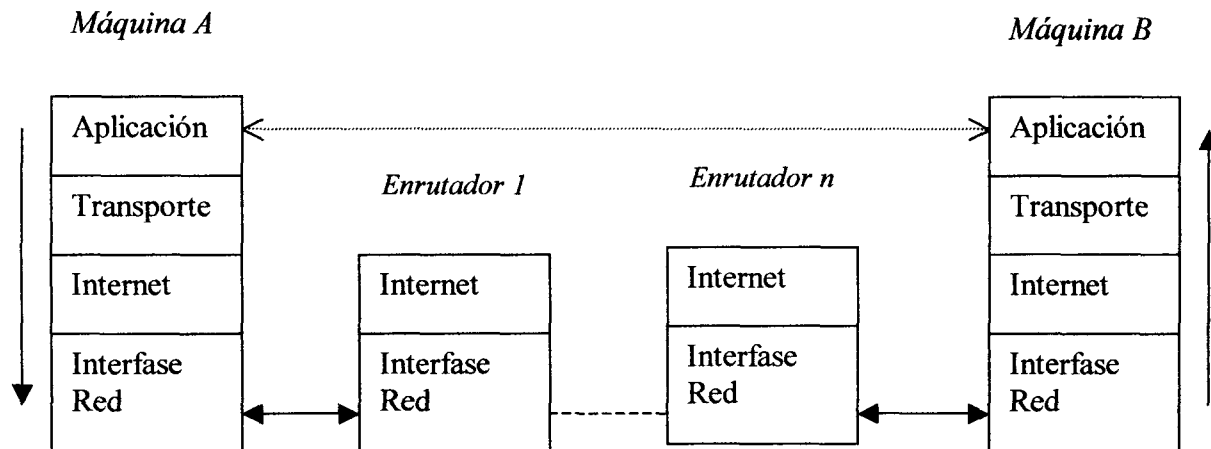 Máquina A
Máquina B
Aplicación
Aplicación
Enrutador 1
Enrutador n
Transporte
Transporte
Internet
Internet
Internet
Internet
Interfase
Red
Interfase
Red
Interfase
Red
Interfase
Red